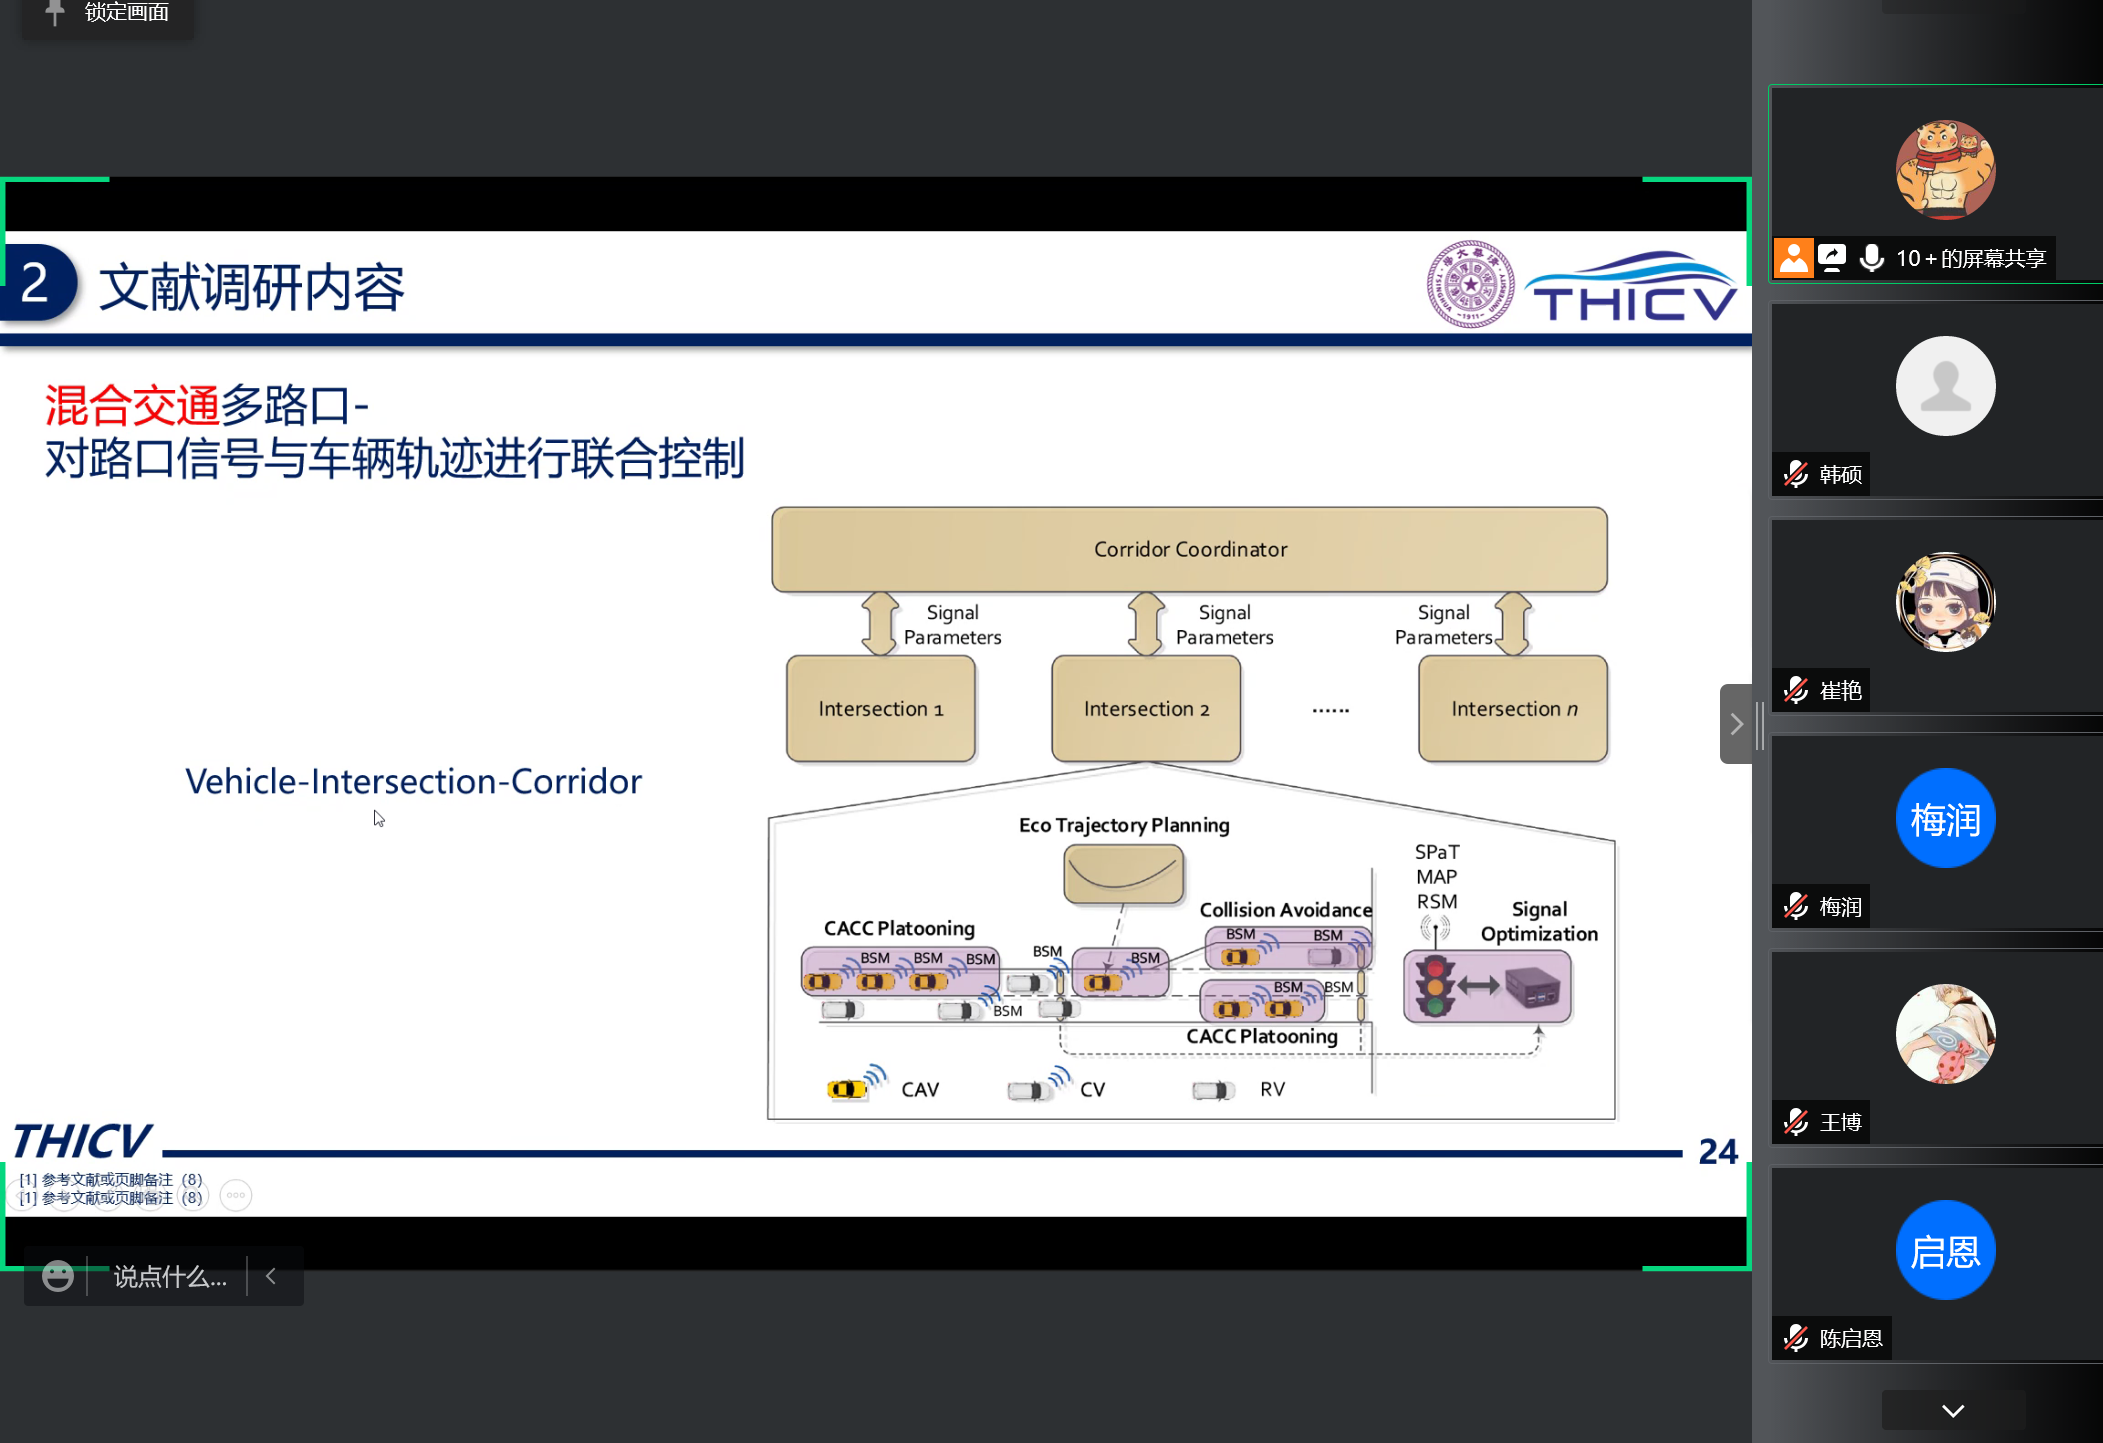 锁定画面
2 文献调研内容
THICV
混合交通多路口-
对路口信号与车辆轨迹进行联合控制
Vehicle-Intersection-Corridor
Corridor Coordinator
Signal
Parameters
Signal
Parameters
Signal
Parameters
Intersection 1
Intersection 2
......
Intersection n
Eco Trajectory Planning
SPaT
MAP
RSM
Collision Avoidance
Signal
Optimization
CACC Platooning
BSM
BSM
BSM
BSM
BSM
BSM
BSM
BSM
BSM
BSM
CACC Platooning
CAV
CV
RV
THICV
24
[1] 参考文献或页脚备注 (8)
[1] 参考文献或页脚备注 (8)
说点什么...
10+的屏幕共享
韩硕
崔艳
梅润
梅润
王博
启恩
陈启恩